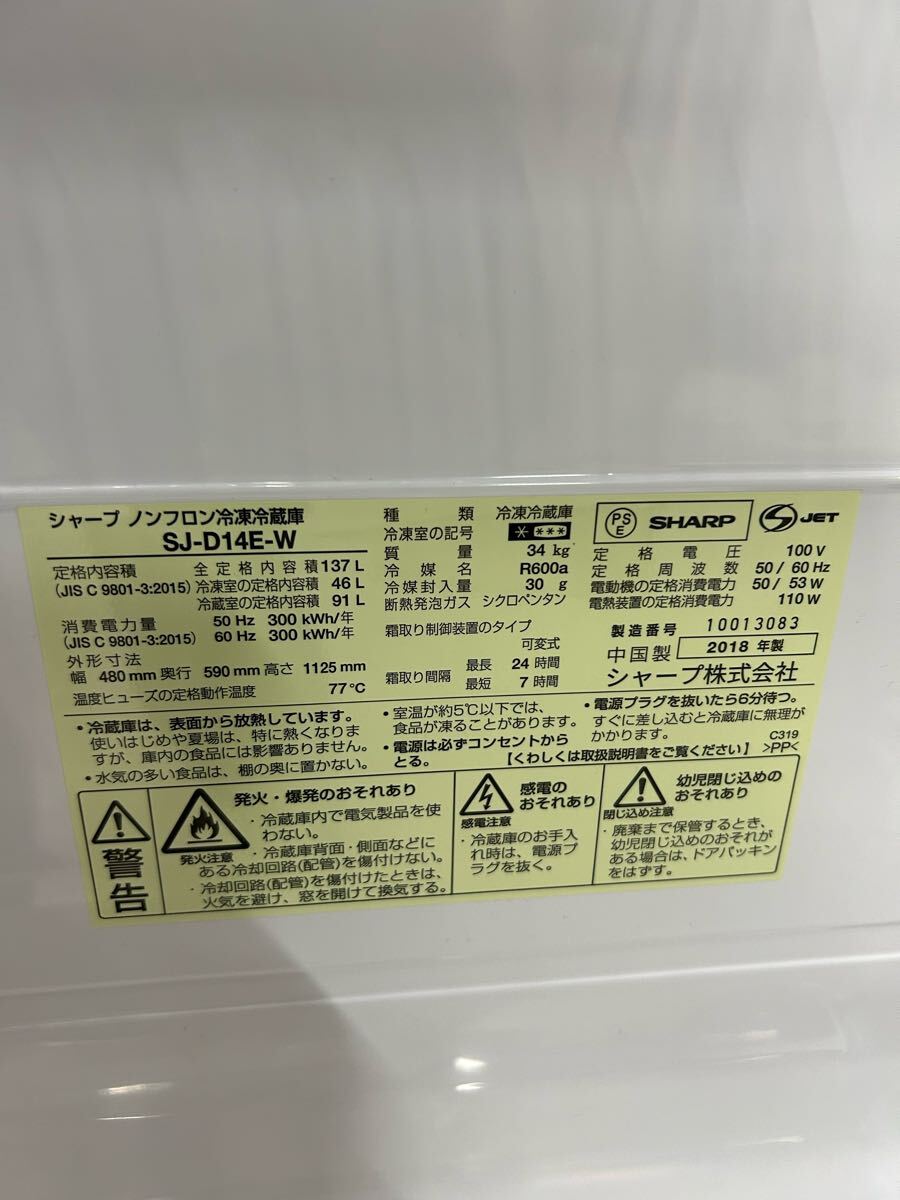 シャープ ノンフロン冷凍冷蔵庫
SJ-D14E-W
定格内容積
(JIS C 9801-3:2015)
全定格内容積 137 L
冷凍室の定格内容積 46 L
冷蔵室の定格内容積 91 L
消費電力量
(JIS C 9801-3:2015)
50 Hz 300 kWh/年
60 Hz 300 kWh/年
外形寸法
幅 480 mm 奥行 590 mm 高さ 1125 mm
温度ヒューズの定格動作温度 77℃
種類 冷凍冷蔵庫
冷凍室の記号 ****
質量 34 kg
冷媒名 R600a
冷媒封入量 30 g
断熱発泡ガス シクロペンタン
霜取り制御装置のタイプ
可変式
霜取り間隔
最長 24 時間
最短 7 時間
PS
E
SHARP
S JET
定格電圧 100 V
定格周波数 50 / 60 Hz
電動機の定格消費電力 50 / 53 W
電熱装置の定格消費電力 110 W
製造番号 10013083
中国製 2018 年製
シャープ株式会社
・冷蔵庫は、表面から放熱しています。
使いはじめや夏場は、特に熱くなりま
すが、庫内の食品には影響ありません。
・水気の多い食品は、棚の奥に置かない。
・室温が約5℃以下では、
食品が凍ることがあります。
・電源は必ずコンセントから
とる。
・電源プラグを抜いたら6分待つ。
すぐに差し込むと冷蔵庫に無理が
かかります。
【くわしくは取扱説明書をご覧ください】
C319
>PP<
警告
発火注意
発火・爆発のおそれあり
・冷蔵庫内で電気製品を使
わない。
・冷蔵庫背面・側面などに
ある冷却回路(配管)を傷付けない。
・冷却回路(配管)を傷付けたときは、
火気を避け、窓を開けて換気する。
感電注意
感電の
おそれあり
・冷蔵庫のお手入
れ時は、電源プ
ラグを抜く。
閉じ込め注意
幼児閉じ込めの
おそれあり
・廃棄まで保管するとき、
幼児閉じ込めのおそれが
ある場合は、ドアパッキン
をはずす。